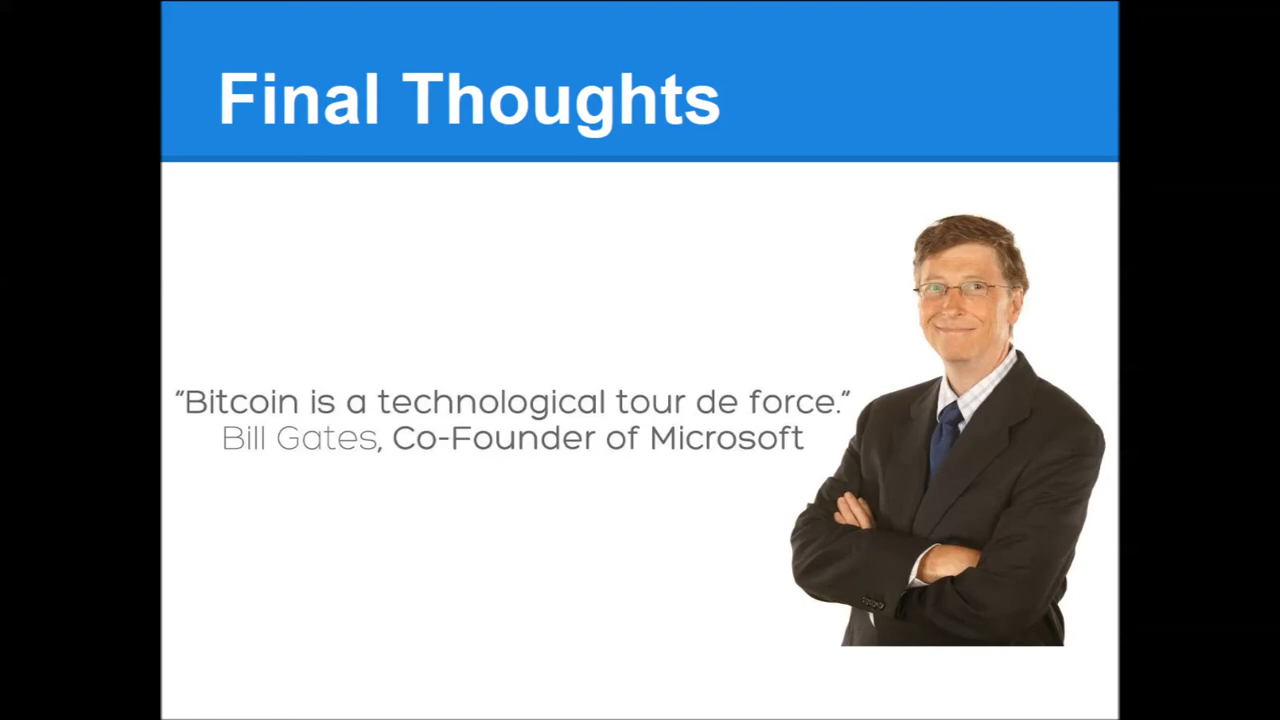 Final Thoughts
“Bitcoin is a technological tour de force.”
Bill Gates, Co-Founder of Microsoft